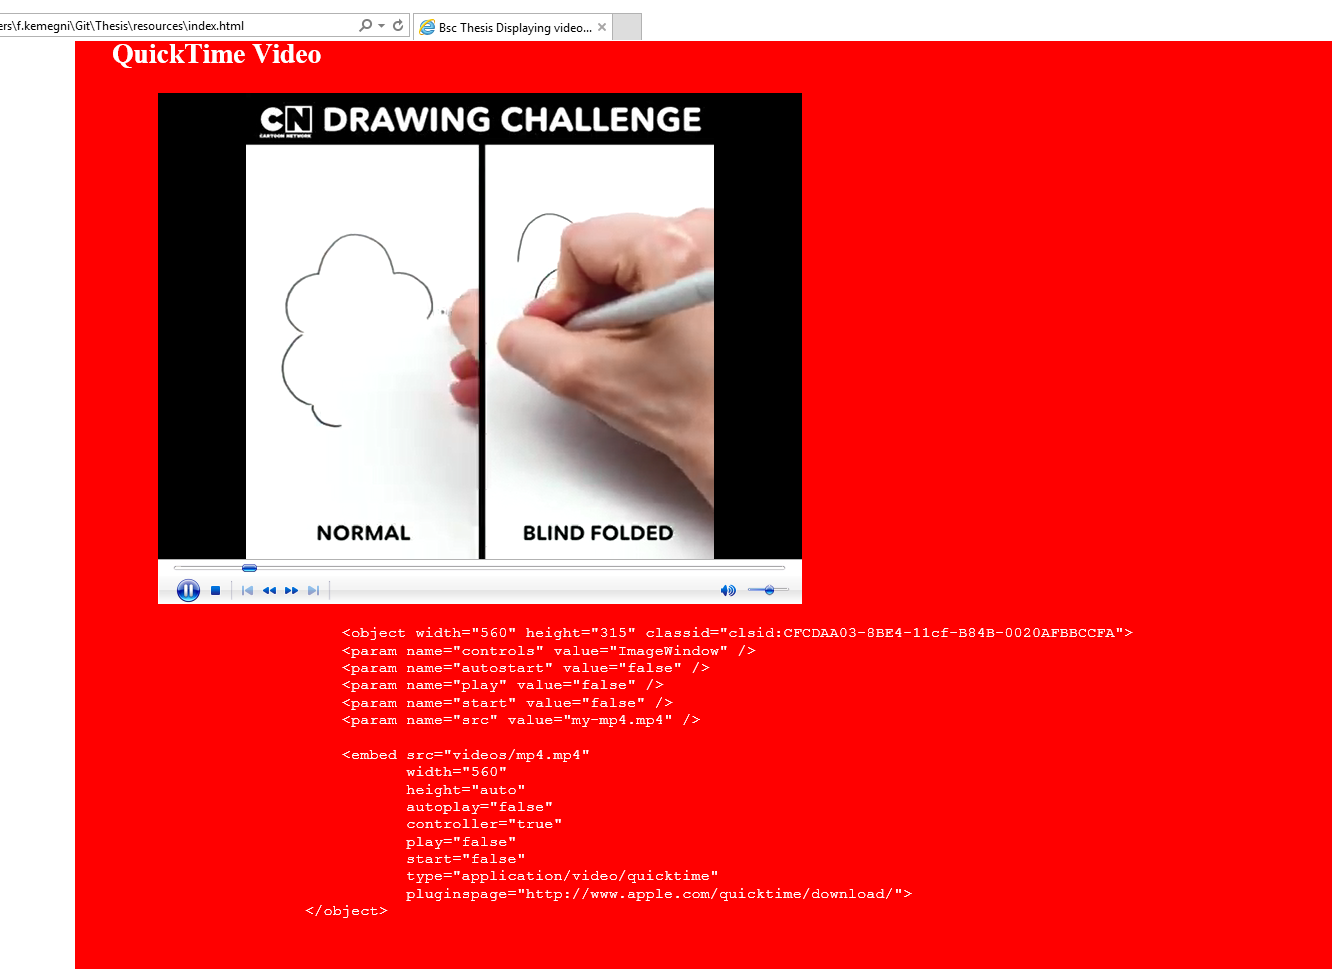 ers\f.kemegni\Git\Thesis\resources\index.html
Bsc Thesis Displaying video...
QuickTime Video
CN DRAWING CHALLENGE
CARTOON NETWORK
NORMAL
BLIND FOLDED
<object width="560" height="315" classid="clsid:CFCDAA03-8BE4-11cf-B84B-0020AFBBCCFA">
<param name="controls" value="ImageWindow" />
<param name="autostart" value="false" />
<param name="play" value="false" />
<param name="start" value="false" />
<param name="src" value="my-mp4.mp4" />
<embed src="videos/mp4.mp4"
width="560"
height="auto"
autoplay="false"
controller="true"
play="false"
start="false"
type="application/video/quicktime"
pluginspage="http://www.apple.com/quicktime/download/">
</object>